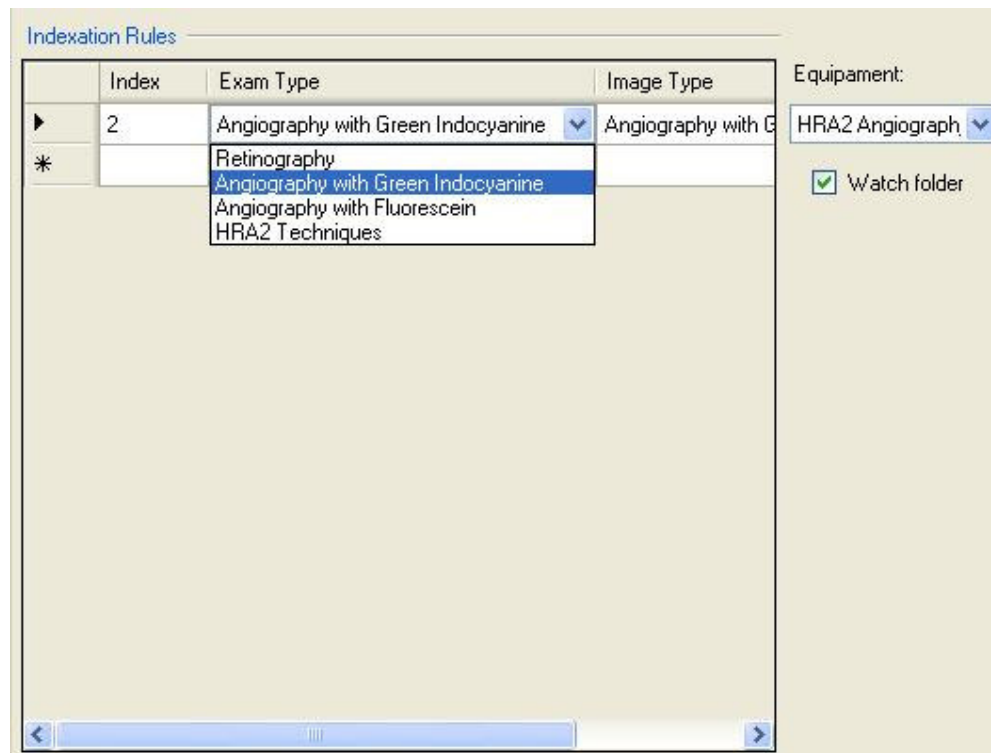 Indexation Rules
Index Exam Type Image Type
2 Angiography with Green Indocyanine Angiography with G
Retinography
Angiography with Green Indocyanine
Angiography with Fluorescein
HRA2 Techniques
Equipament:
HRA2 Angiograph
Watch folder